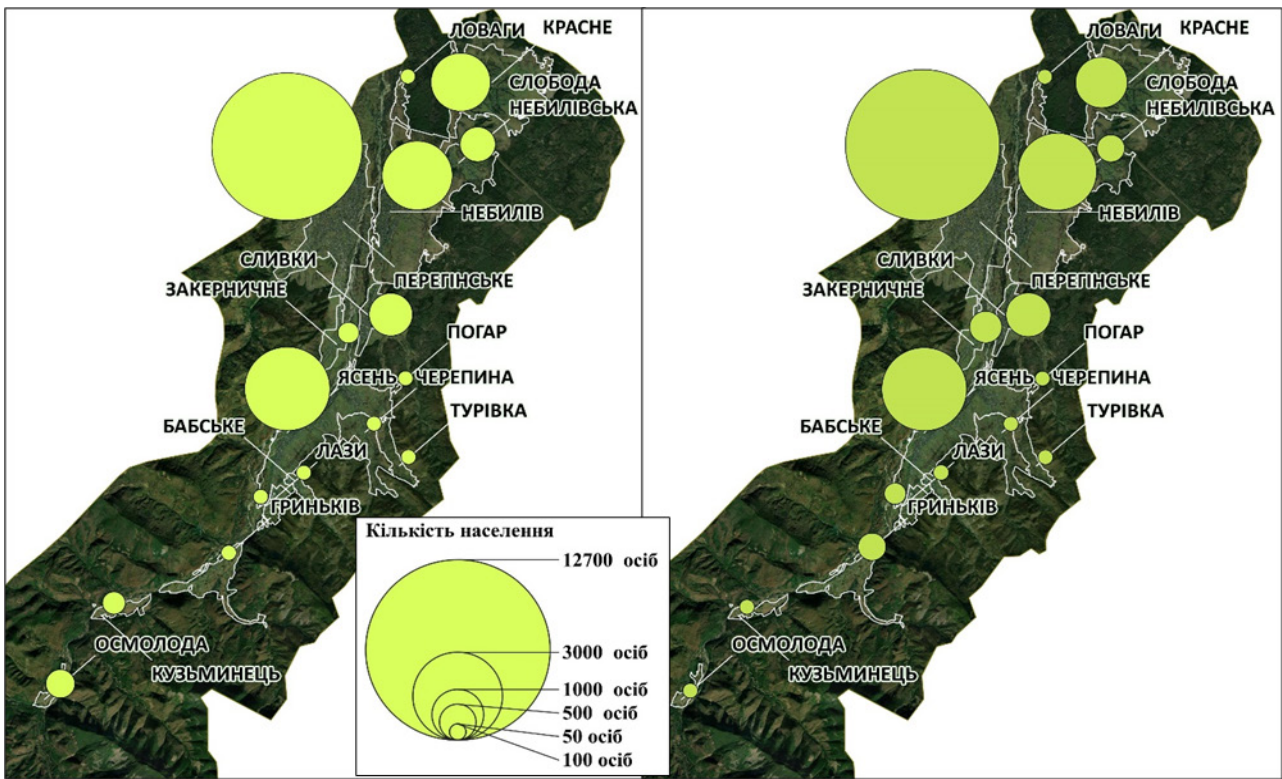 ЛОВАГИ
КРАСНЕ
СЛОБОДА
НЕБИЛІВСЬКА
НЕБИЛІВ
СЛИВКИ
ПЕРЕГІНСЬКЕ
ЗАКЕРНИЧНЕ
ПОГАР
ЯСЕНЬ
ЧЕРЕПИНА
ТУРІВКА
БАБСЬКЕ
ЛАЗИ
ГРИНЬКІВ
ОСМОЛОДА
КУЗЬМИНЕЦЬ
Кількість населення
12700 осіб
3000 осіб
1000 осіб
500 осіб
50 осіб
100 осіб
ЛОВАГИ
КРАСНЕ
СЛОБОДА
НЕБИЛІВСЬКА
НЕБИЛІВ
СЛИВКИ
ПЕРЕГІНСЬКЕ
ЗАКЕРНИЧНЕ
ПОГАР
ЯСЕНЬ
ЧЕРЕПИНА
ТУРІВКА
БАБСЬКЕ
ЛАЗИ
ГРИНЬКІВ
ОСМОЛОДА
КУЗЬМИНЕЦЬ